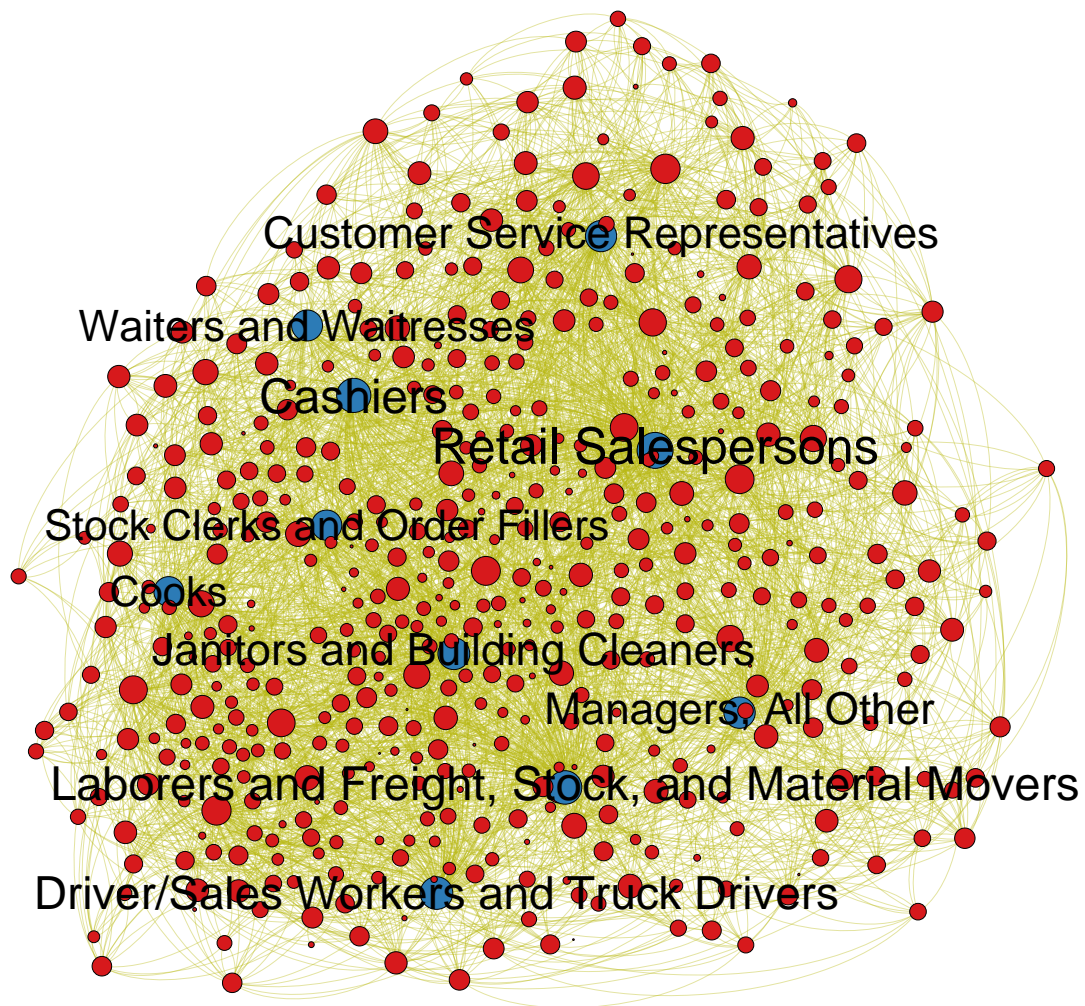 Customer Service Representatives
Waiters and Waitresses
Cashiers
Retail Salespersons
Stock Clerks and Order Fillers
Cooks
Janitors and Building Cleaners
Managers, All Other
Laborers and Freight, Stock, and Material Movers
Driver/Sales Workers and Truck Drivers